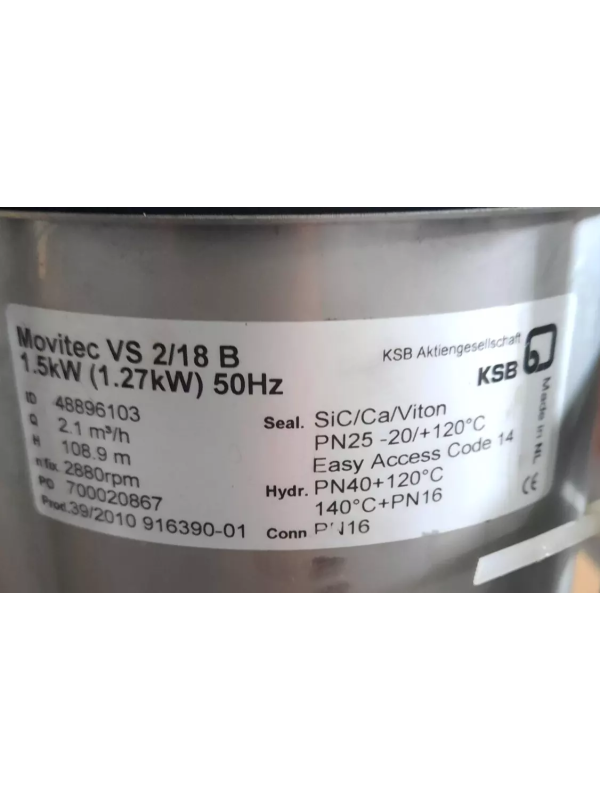 Movitec VS 2/18 B
1.5kW (1.27kW) 50Hz
ID 48896103
Q 2.1 m³/h
H 108.9 m
n fix. 2880rpm
PO 700020867
Prod. 39/2010 916390-01
KSB Aktiengesellschaft
KSB
Made in NL
CE
Seal. SiC/Ca/Viton
PN25 -20/+120°C
Easy Access Code 14
Hydr. PN40+120°C
140°C+PN16
Conn PN16